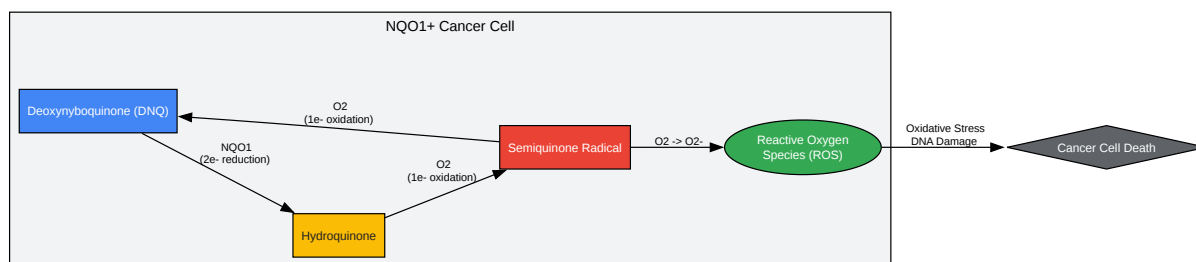 NQO1+ Cancer Cell
Deoxynyboquinone (DNQ)
O2
(1e- oxidation)
NQO1
(2e- reduction)
Semiquinone Radical
O2 -> O2-
Reactive Oxygen
Species (ROS)
Oxidative Stress
DNA Damage
Cancer Cell Death
O2
(1e- oxidation)
Hydroquinone